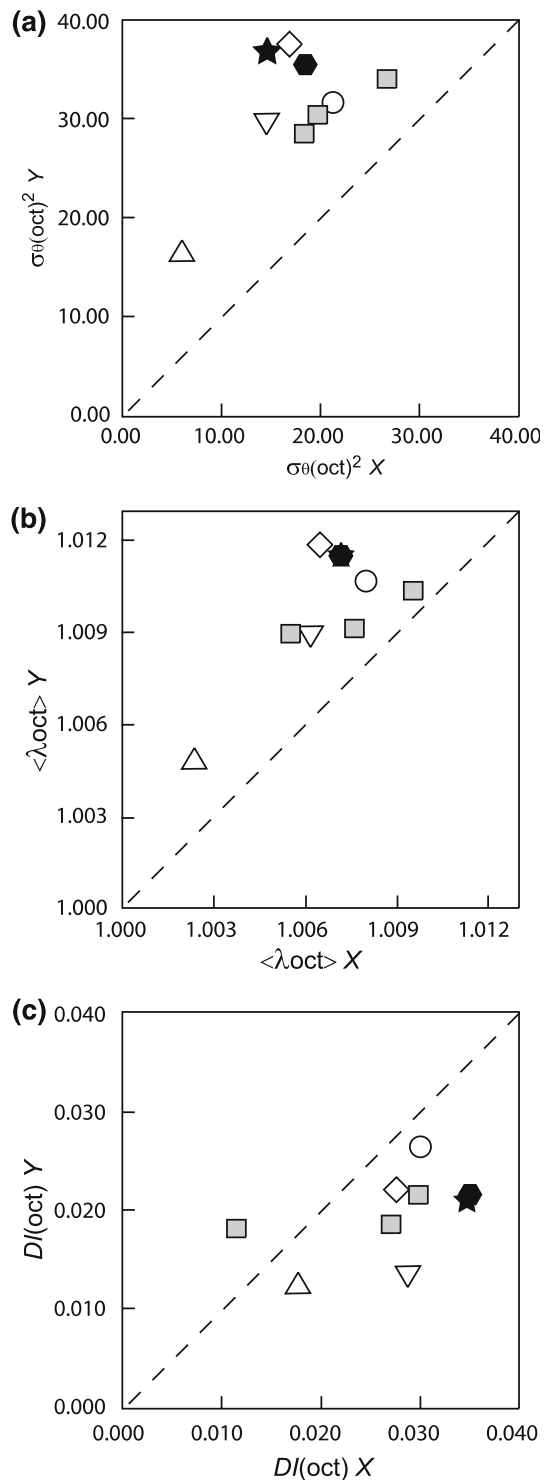 (a)
40.00
30.00
20.00
10.00
0.00
σθ(oct)² Y
0.00 10.00 20.00 30.00 40.00
σθ(oct)² X
(b)
1.012
1.009
1.006
1.003
1.000
<λoct> Y
1.000 1.003 1.006 1.009 1.012
<λoct> X
(c)
0.040
0.030
0.020
0.010
0.000
DI(oct) Y
0.000 0.010 0.020 0.030 0.040
DI(oct) X